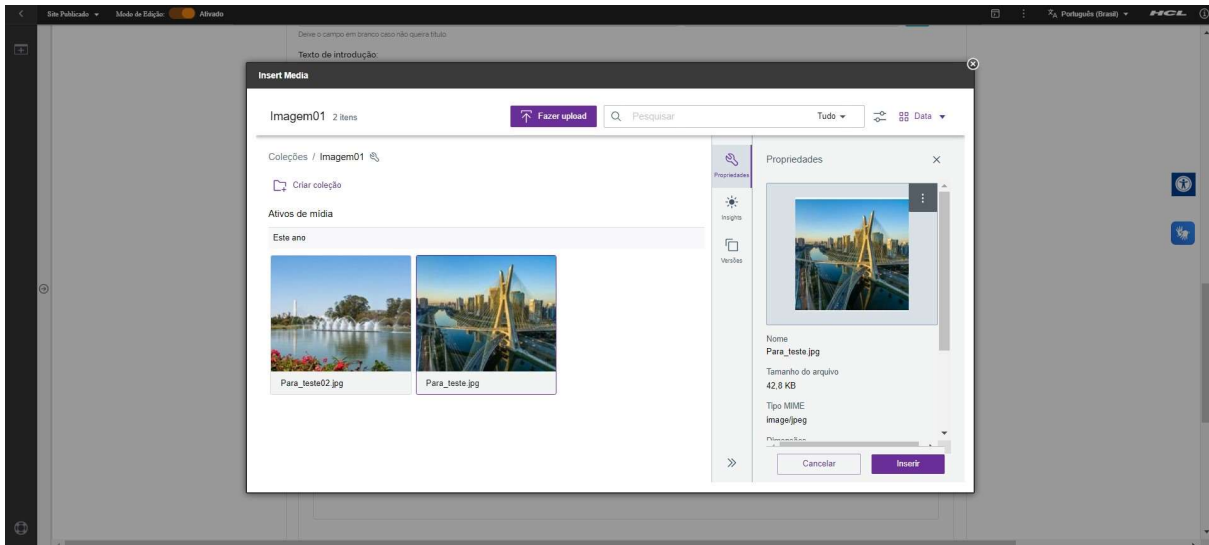 Site Publicado
Modo de Edição:
Ativado
Português (Brasil)
HCL
Deixe o campo em branco caso não queira título.
Texto de introdução:
Insert Media
Imagem01 2 itens
Fazer upload
Pesquisar
Tudo
Data
Coleções / Imagem01
Criar coleção
Ativos de mídia
Este ano
Para_teste02.jpg
Para_teste.jpg
Propriedades
Insights
Versões
Propriedades
Nome
Para_teste.jpg
Tamanho do arquivo
42,8 KB
Tipo MIME
image/jpeg
Dimensões
Cancelar
Inserir